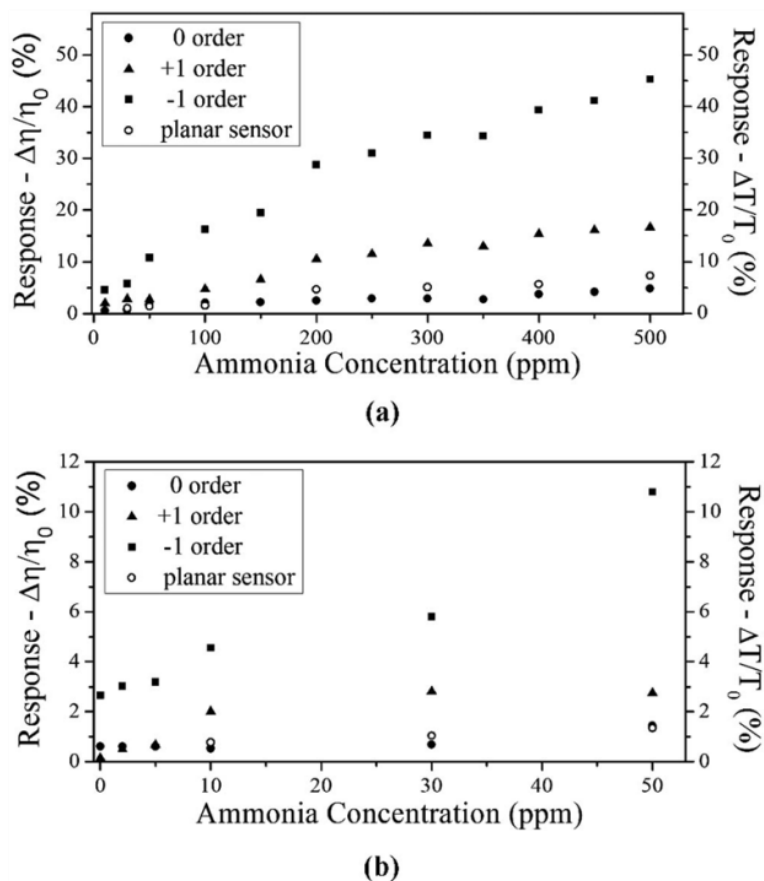 0 order
+1 order
-1 order
planar sensor
Response - Δη/η0 (%)
50
40
30
20
10
0
50
40
30
20
10
0
Response - ΔT/T0 (%)
0 100 200 300 400 500
Ammonia Concentration (ppm)
(a)
0 order
+1 order
-1 order
planar sensor
Response - Δη/η0 (%)
12
10
8
6
4
2
0
12
10
8
6
4
2
0
Response - ΔT/T0 (%)
0 10 20 30 40 50
Ammonia Concentration (ppm)
(b)